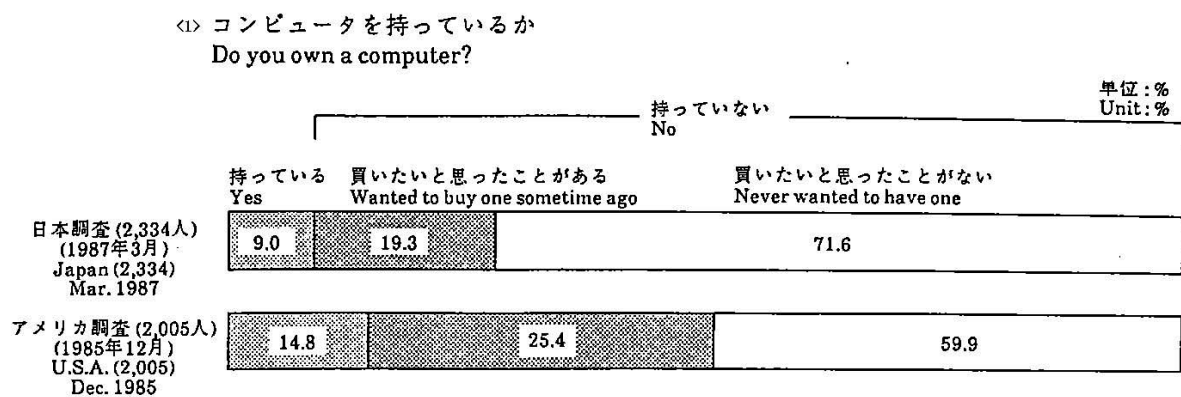 〈1〉 コンピュータを持っているか
Do you own a computer?
単位:%
Unit:%
持っていない
No
持っている
Yes
買いたいと思ったことがある
Wanted to buy one sometime ago
買いたいと思ったことがない
Never wanted to have one
日本調査(2,334人)
(1987年3月)
Japan (2,334)
Mar. 1987
9.0
19.3
71.6
アメリカ調査(2,005人)
(1985年12月)
U.S.A. (2,005)
Dec. 1985
14.8
25.4
59.9